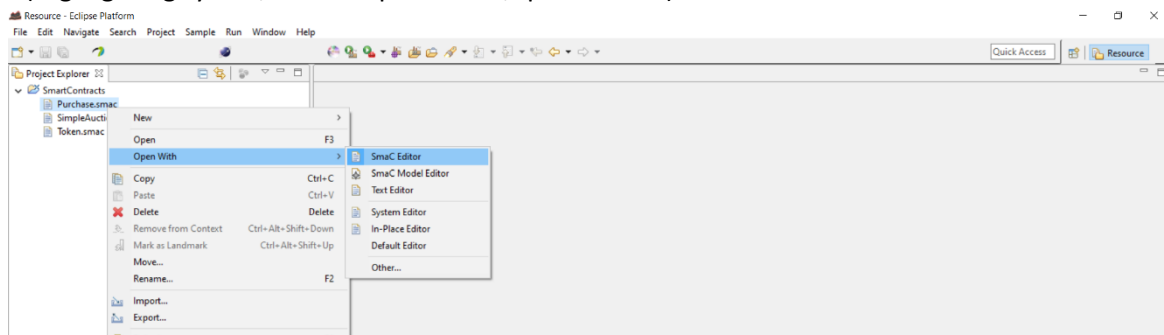 Resource - Eclipse Platform
File Edit Navigate Search Project Sample Run Window Help
Quick Access
Resource
Project Explorer
SmartContracts
Purchase.smac
SimpleAucti
Token.smac
New
Open F3
Open With
Copy Ctrl+C
Paste Ctrl+V
Delete Delete
Remove from Context Ctrl+Alt+Shift+Down
Mark as Landmark Ctrl+Alt+Shift+Up
Move...
Rename... F2
Import...
Export...
SmaC Editor
SmaC Model Editor
Text Editor
System Editor
In-Place Editor
Default Editor
Other...